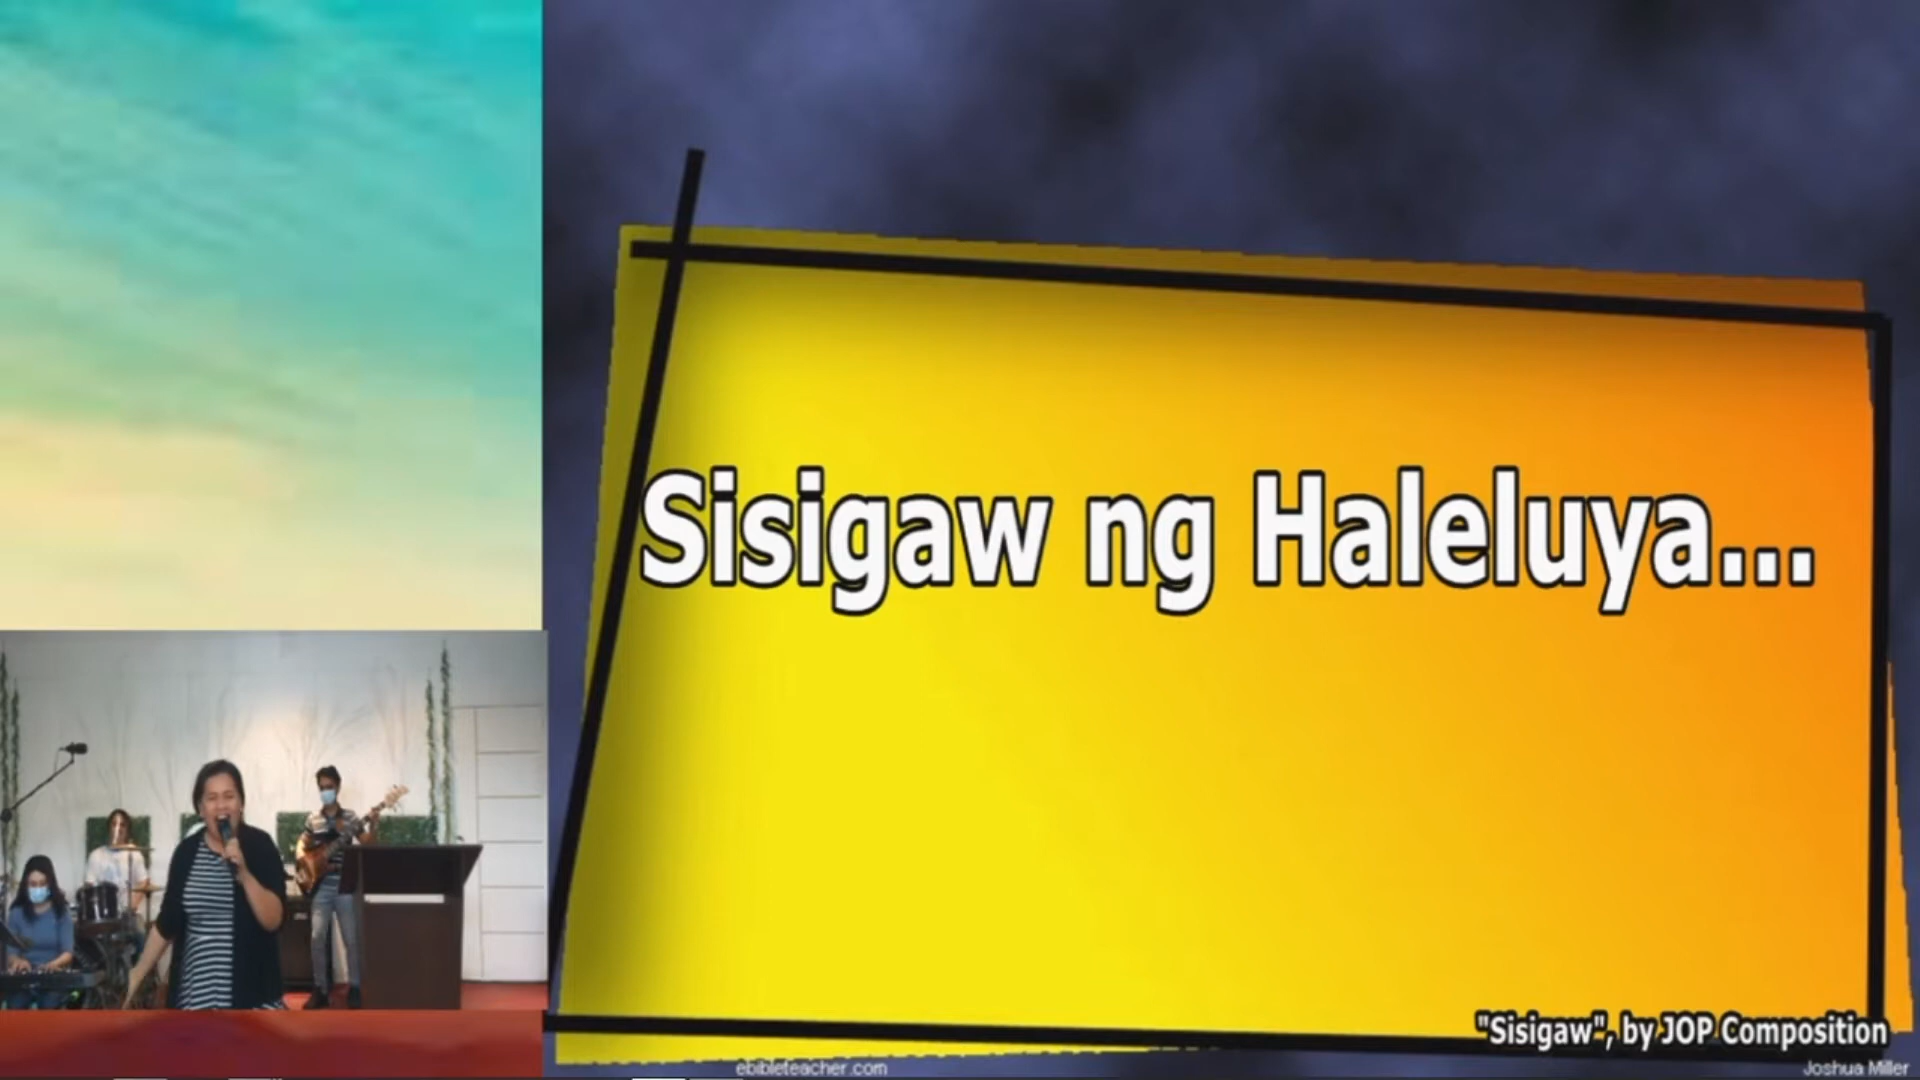 Sisigaw ng Haleluya...
"Sisigaw", by JOP Composition
ebibleteacher.com
Joshua Miller